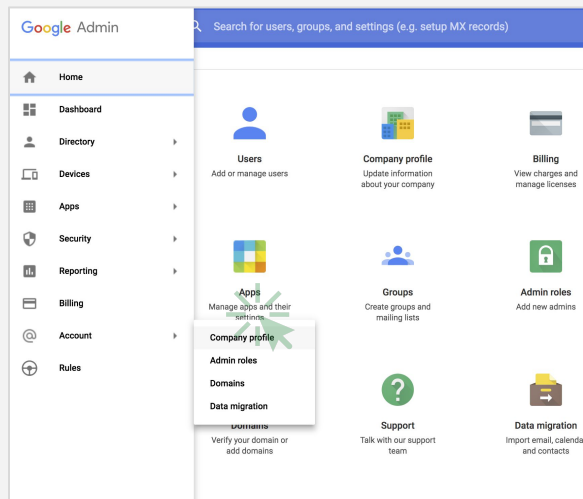 Google Admin
Search for users, groups, and settings (e.g. setup MX records)
Home
Dashboard
Directory
Devices
Apps
Security
Reporting
Billing
Account
Rules
Users
Add or manage users
Company profile
Update information
about your company
Billing
View charges and
manage licenses
Apps
Manage apps and their
settings
Groups
Create groups and
mailing lists
Admin roles
Add new admins
Company profile
Admin roles
Domains
Data migration
Domains
Verify your domain or
add domains
Support
Talk with our support
team
Data migration
Import email, calenda
and contacts